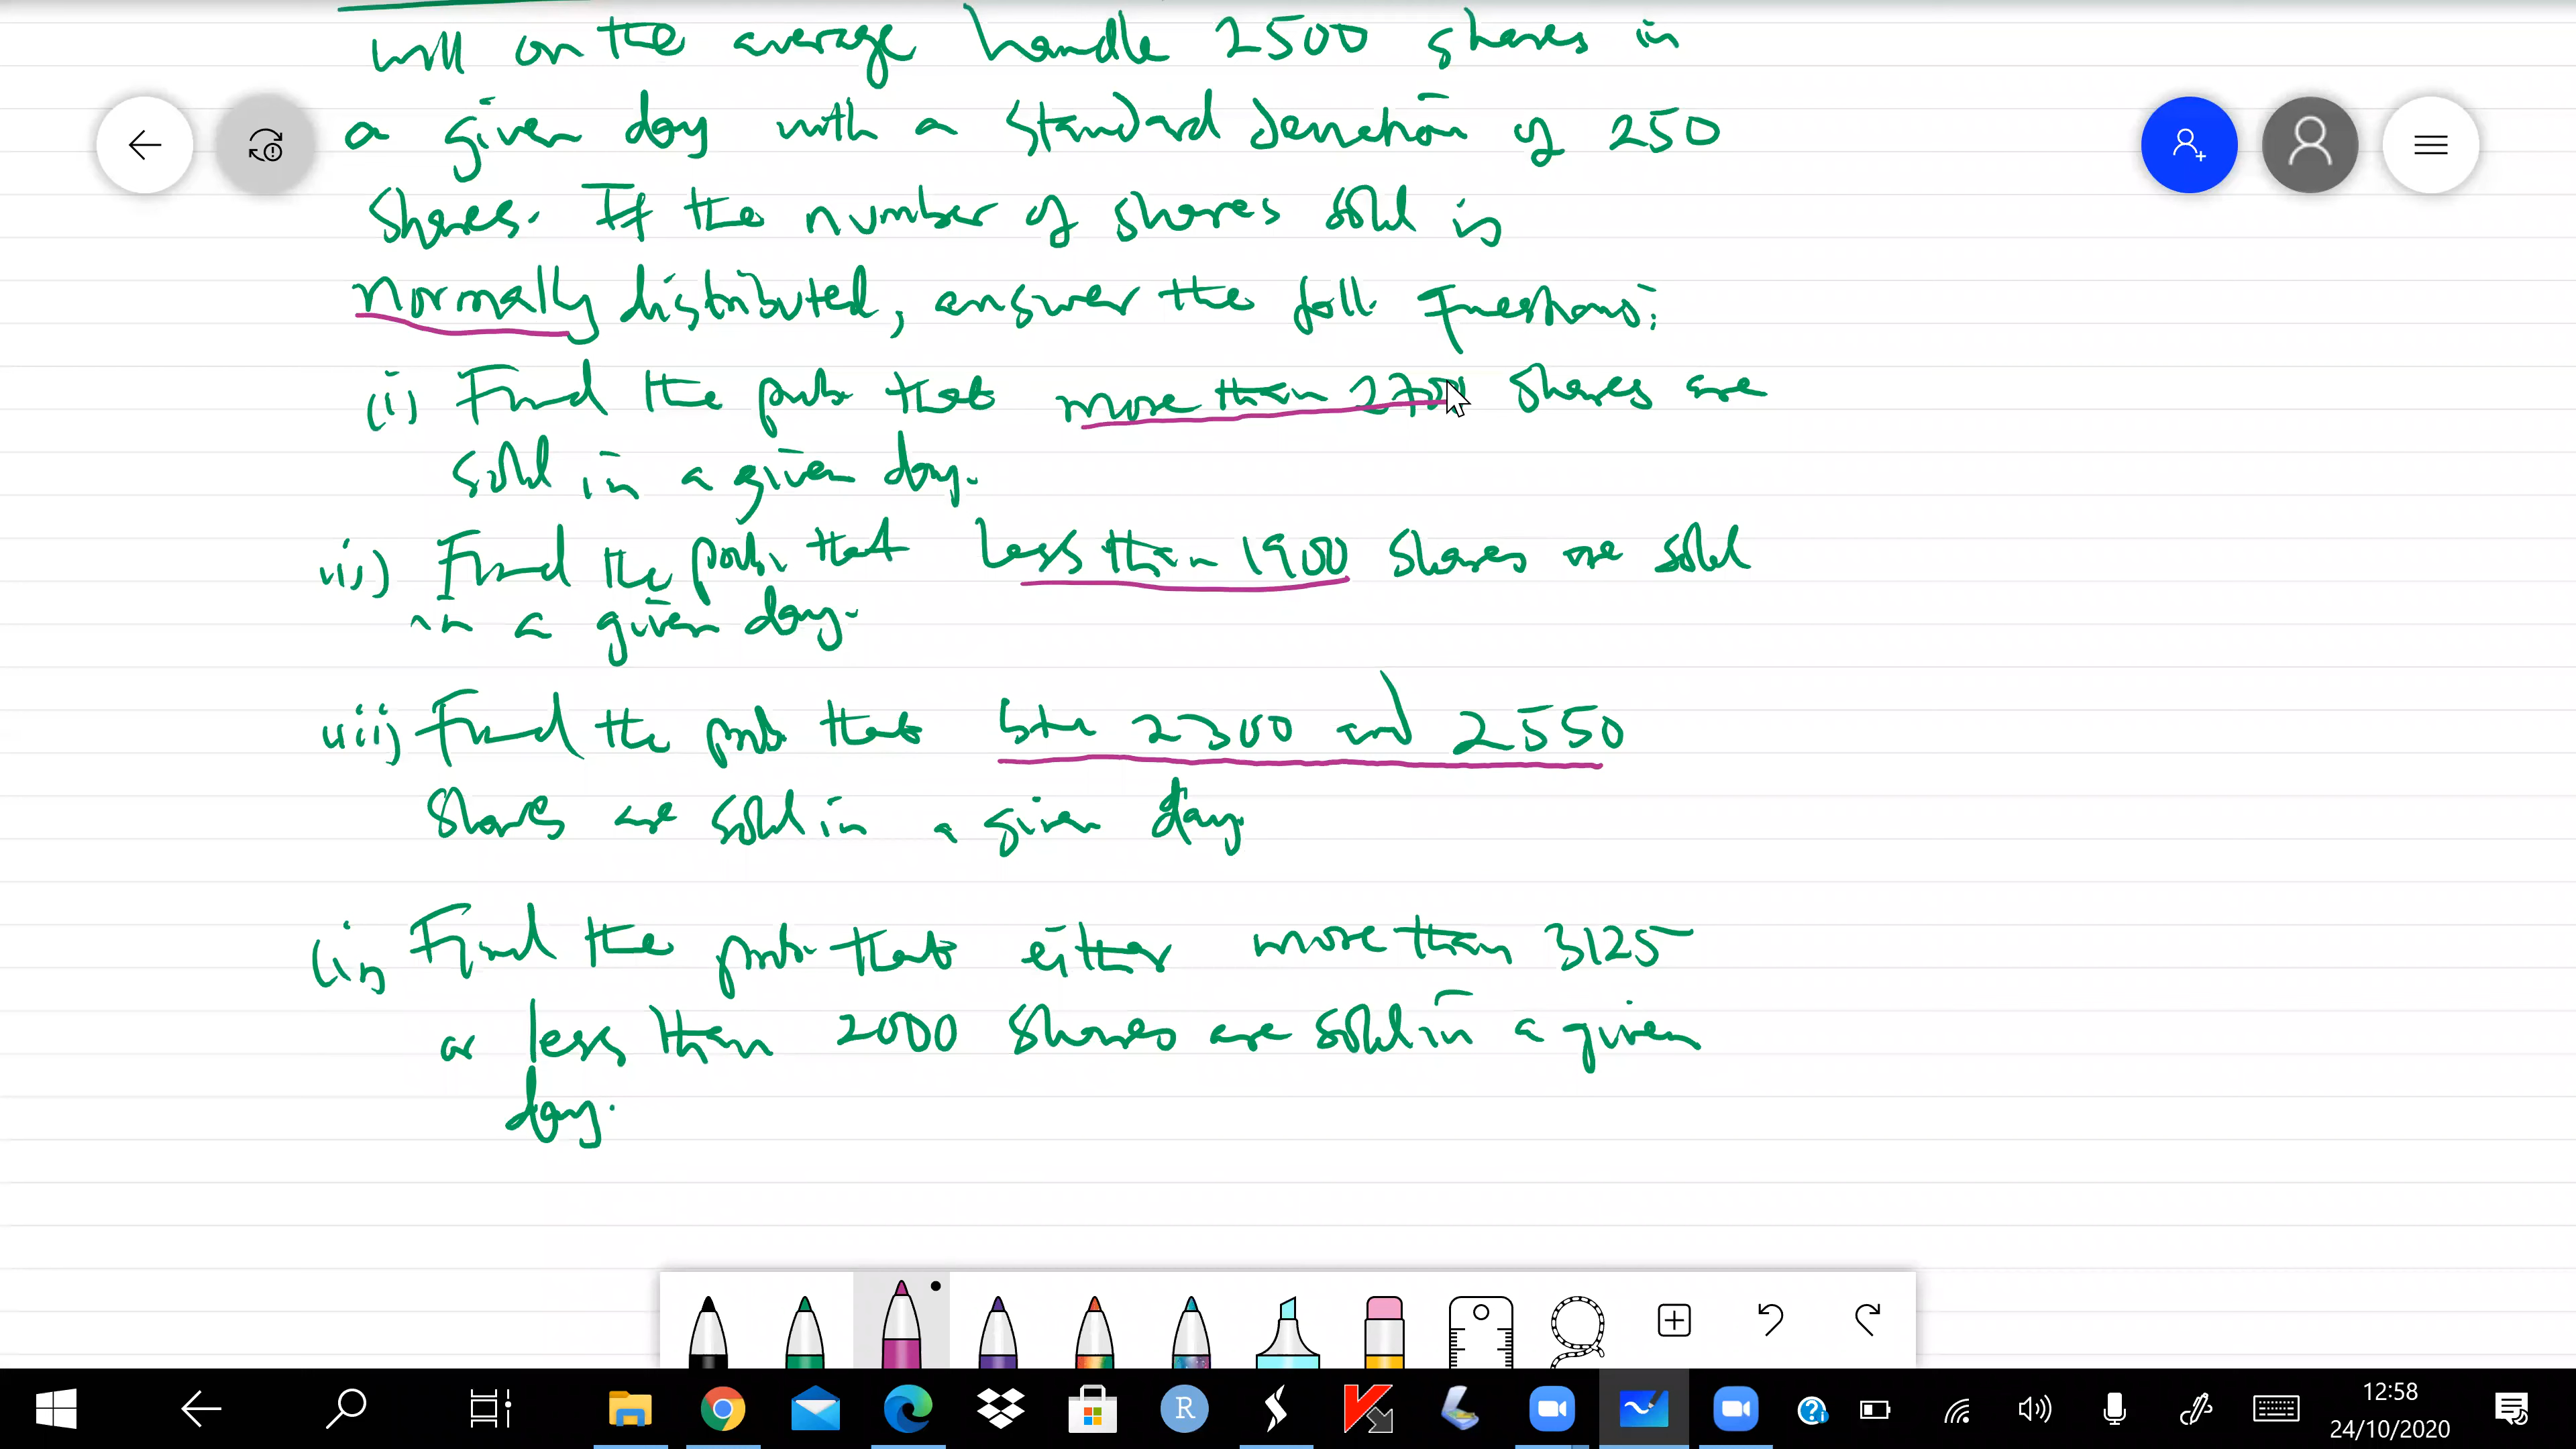 will on the average handle 2500 shares in
a given day with a standard deviation of 250
shares. If the number of shares sold is
normally distributed, answer the foll. questions:
(i) Find the prob that more than 2700 shares are
sold in a given day.
ii) Find the prob. that less than 1900 shares are sold
in a given day.
iii) Find the prob that btn 2300 and 2550
shares are sold in a given day.
Find the prob. that either more than 3125
or less than 2000 shares are sold in a given
day.
R
12:58
24/10/2020